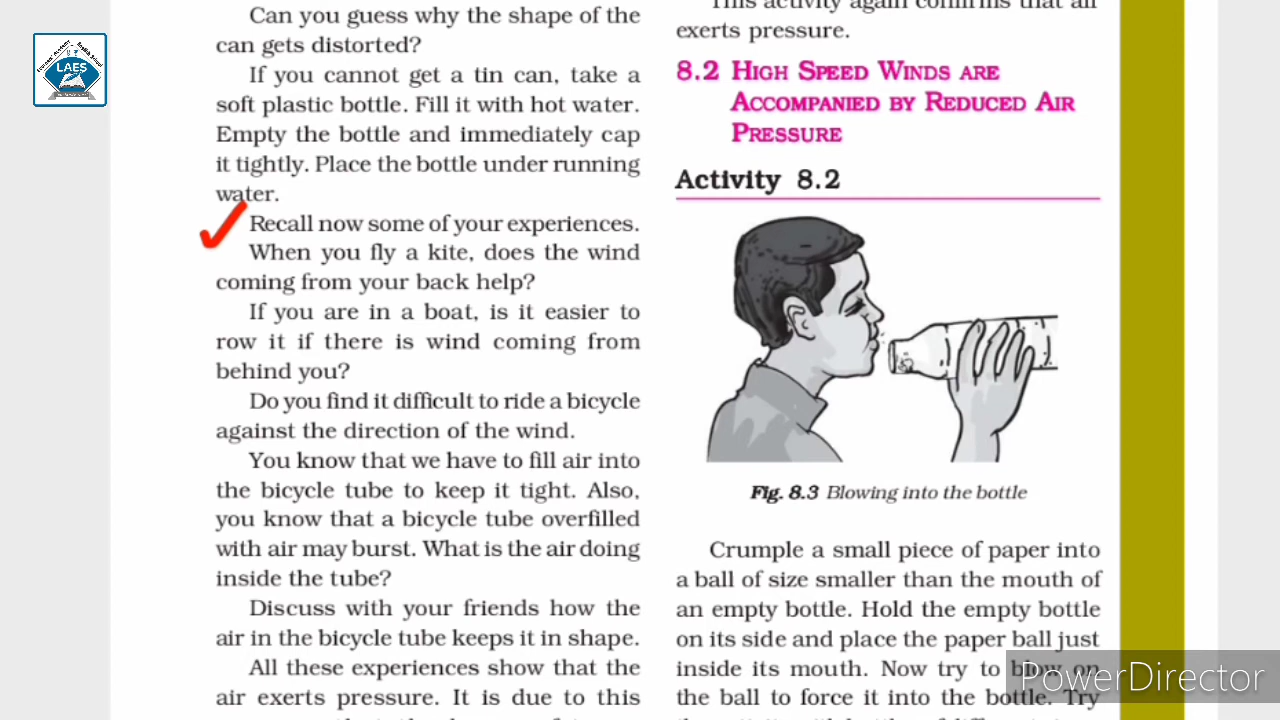 LAES
Can you guess why the shape of the
can gets distorted?
If you cannot get a tin can, take a
soft plastic bottle. Fill it with hot water.
Empty the bottle and immediately cap
it tightly. Place the bottle under running
water.
Recall now some of your experiences.
When you fly a kite, does the wind
coming from your back help?
If you are in a boat, is it easier to
row it if there is wind coming from
behind you?
Do you find it difficult to ride a bicycle
against the direction of the wind.
You know that we have to fill air into
the bicycle tube to keep it tight. Also,
you know that a bicycle tube overfilled
with air may burst. What is the air doing
inside the tube?
Discuss with your friends how the
air in the bicycle tube keeps it in shape.
All these experiences show that the
air exerts pressure. It is due to this
This activity again confirms that air
exerts pressure.
8.2 HIGH SPEED WINDS ARE
ACCOMPANIED BY REDUCED AIR
PRESSURE
Activity 8.2
Fig. 8.3 Blowing into the bottle
Crumple a small piece of paper into
a ball of size smaller than the mouth of
an empty bottle. Hold the empty bottle
on its side and place the paper ball just
inside its mouth. Now try to blow on
the ball to force it into the bottle. Try
PowerDirector